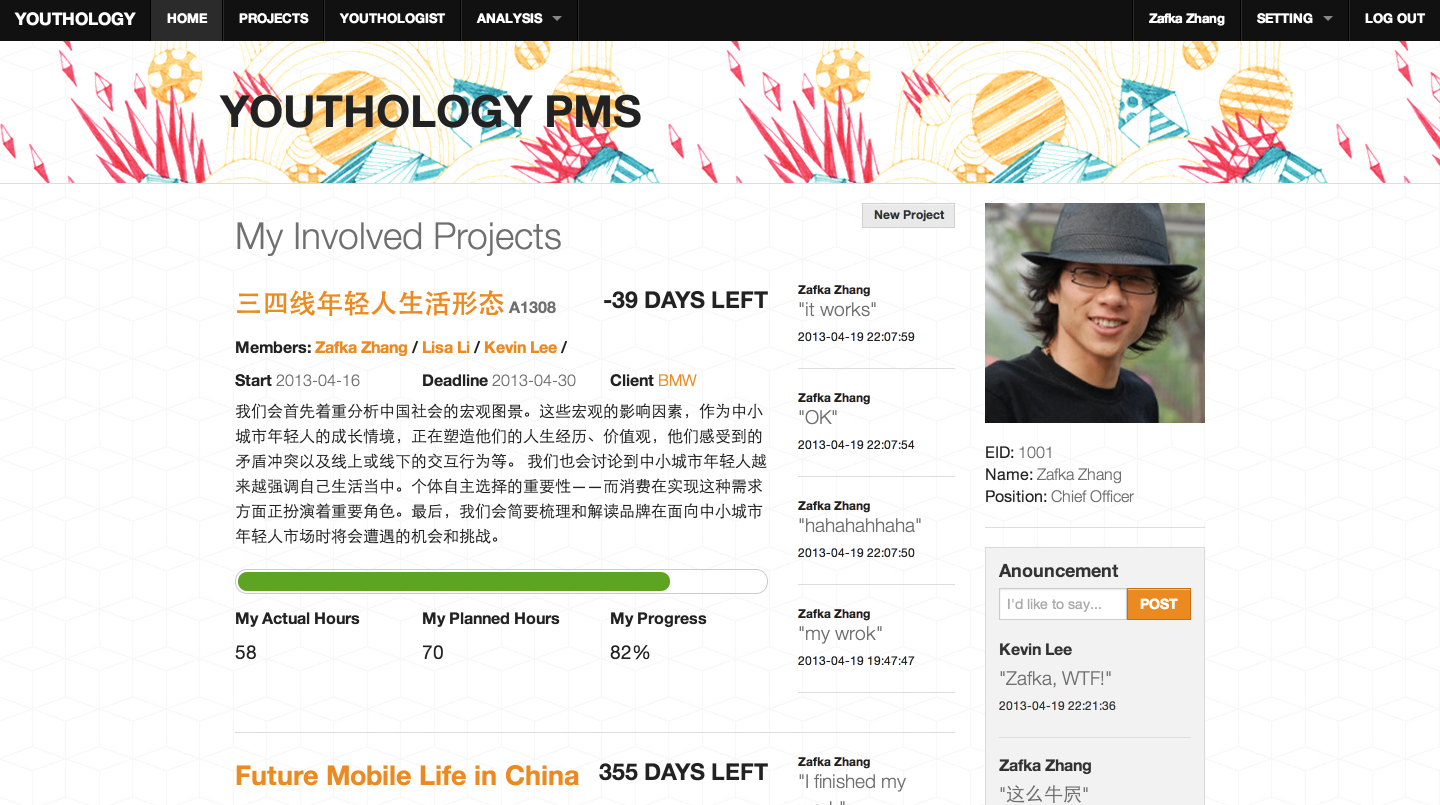 YOUTHOLOGY
HOME
PROJECTS
YOUTHOLOGIST
ANALYSIS
Zafka Zhang
SETTING
LOG OUT
YOUTHOLOGY PMS
My Involved Projects
New Project
三四线年轻人生活形态 A1308
-39 DAYS LEFT
Members: Zafka Zhang / Lisa Li / Kevin Lee /
Start 2013-04-16
Deadline 2013-04-30
Client BMW
我们会首先着重分析中国社会的宏观图景。这些宏观的影响因素，作为中小
城市年轻人的成长情境，正在塑造他们的人生经历、价值观，他们感受到的
矛盾冲突以及线上或线下的交互行为等。 我们也会讨论到中小城市年轻人越
来越强调自己生活当中。个体自主选择的重要性——而消费在实现这种需求
方面正扮演着重要角色。最后，我们会简要梳理和解读品牌在面向中小城市
年轻人市场时将会遭遇的机会和挑战。
My Actual Hours
My Planned Hours
My Progress
58
70
82%
Zafka Zhang
"it works"
2013-04-19 22:07:59
Zafka Zhang
"OK"
2013-04-19 22:07:54
Zafka Zhang
"hahahahhaha"
2013-04-19 22:07:50
Zafka Zhang
"my wrok"
2013-04-19 19:47:47
Future Mobile Life in China
355 DAYS LEFT
Zafka Zhang
"I finished my
EID: 1001
Name: Zafka Zhang
Position: Chief Officer
Anouncement
I'd like to say...
POST
Kevin Lee
"Zafka, WTF!"
2013-04-19 22:21:36
Zafka Zhang
"这么牛屄"